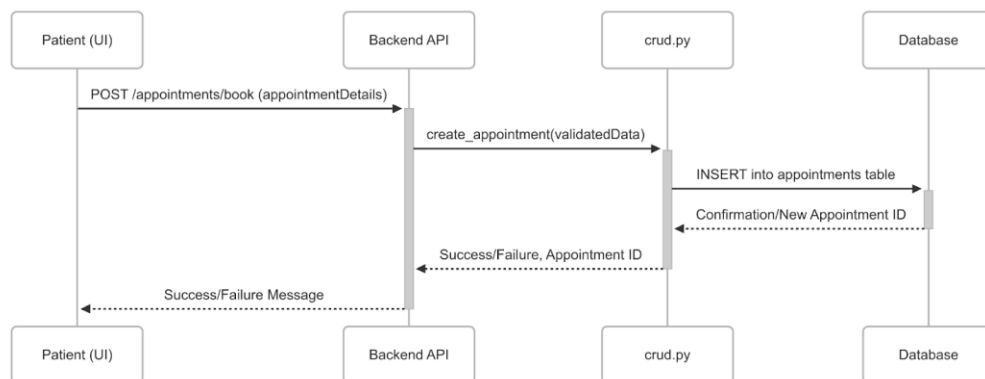 Patient (UI)
Backend API
crud.py
Database
POST /appointments/book (appointmentDetails)
create_appointment(validatedData)
INSERT into appointments table
Confirmation/New Appointment ID
Success/Failure, Appointment ID
Success/Failure Message
Patient (UI)
Backend API
crud.py
Database